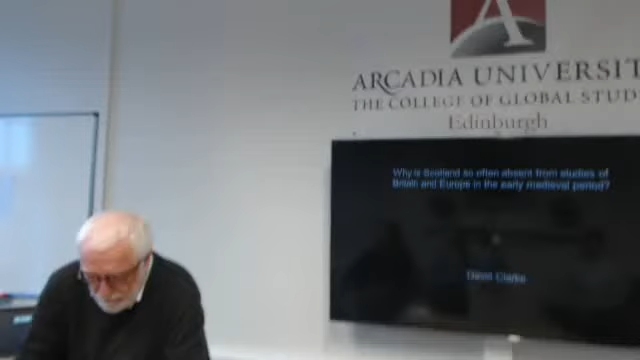 A
ARCADIA UNIVERSIT
THE COLLEGE OF GLOBAL STUD
Edinburgh
Why is Scotland so often absent from studies of
Britain and Europe in the early medieval period?
David Clarke